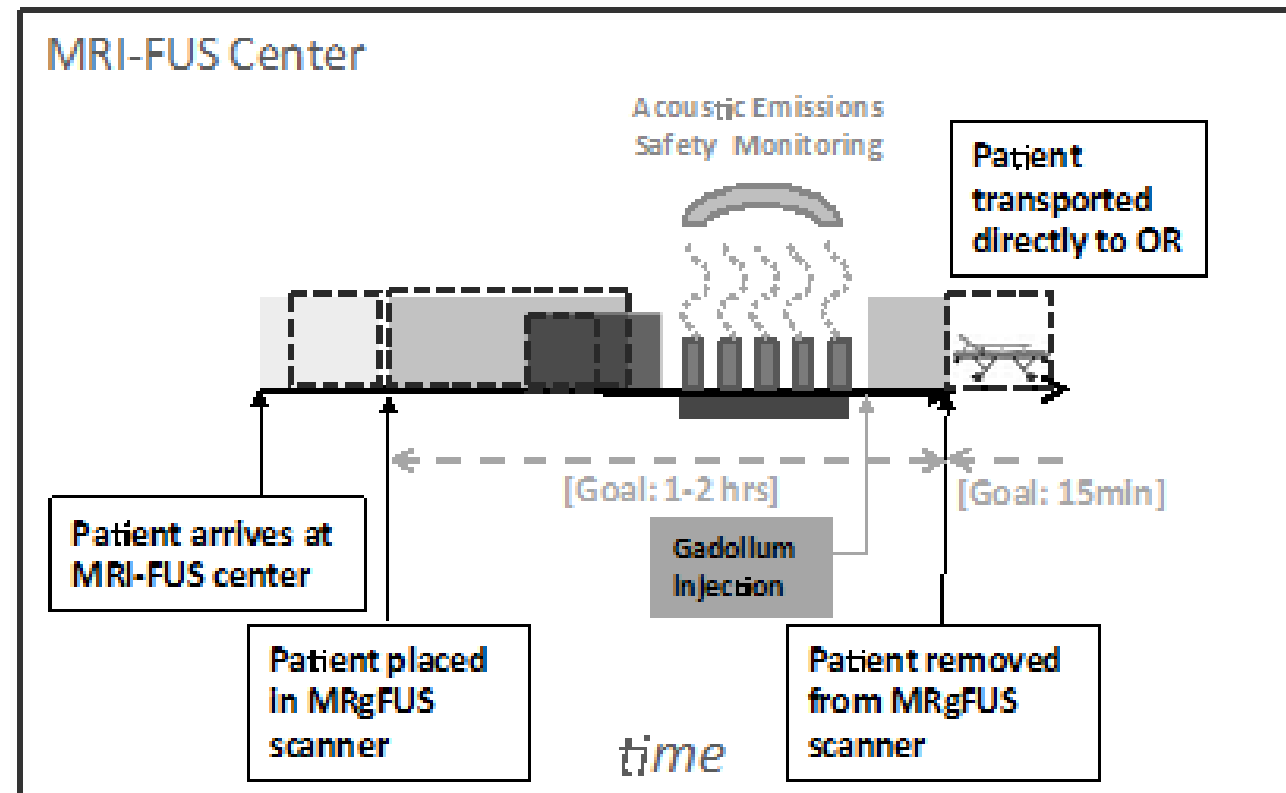 MRI-FUS Center
Acoustic Emissions
Safety Monitoring
Patient
transported
directly to OR
[Goal: 1-2 hrs]
[Goal: 15min]
Patient arrives at
MRI-FUS center
Gadollum
Injection
Patient placed
in MRgFUS
scanner
Patient removed
from MRgFUS
scanner
time